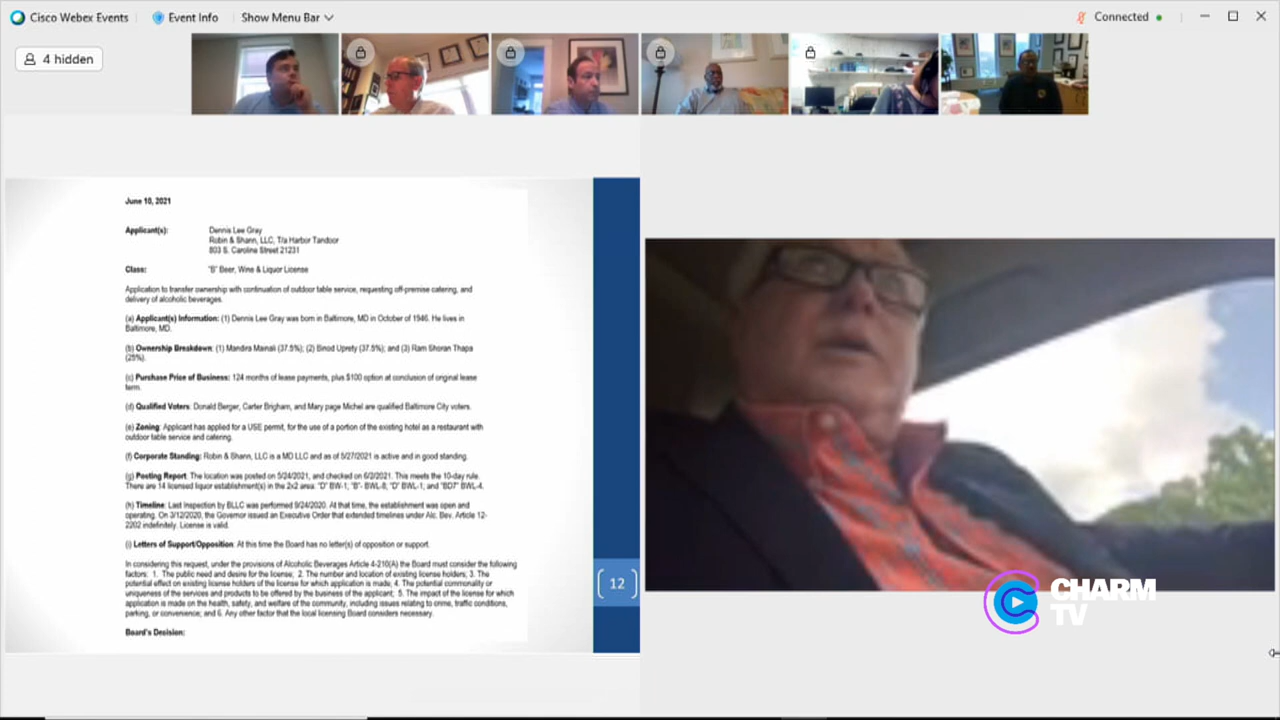 Cisco Webex Events
Event Info
Show Menu Bar
Connected
4 hidden
June 10, 2021
Applicant(s): Dennis Lee Gray
Robin & Shann, LLC, T/a Harbor Tandoor
803 S. Caroline Street 21231
Class: "B" Beer, Wine & Liquor License
Application to transfer ownership with continuation of outdoor table service, requesting off-premise catering, and
delivery of alcoholic beverages.
(a) Applicant(s) Information: (1) Dennis Lee Gray was born in Baltimore, MD in October of 1946. He lives in
Baltimore, MD.
(b) Ownership Breakdown: (1) Mandira Mainali (37.5%); (2) Binod Uprety (37.5%); and (3) Ram Shoran Thapa
(25%).
(c) Purchase Price of Business: 124 months of lease payments, plus $100 option at conclusion of original lease
term.
(d) Qualified Voters: Donald Berger, Carter Brigham, and Mary page Michel are qualified Baltimore City voters.
(e) Zoning: Applicant has applied for a USE permit, for the use of a portion of the existing hotel as a restaurant with
outdoor table service and catering.
(f) Corporate Standing: Robin & Shann, LLC is a MD LLC and as of 5/27/2021 is active and in good standing.
(g) Posting Report: The location was posted on 5/24/2021, and checked on 6/2/2021. This meets the 10-day rule.
There are 14 licensed liquor establishment(s) in the 2x2 area: "D" BW-1, "B"- BWL-8, "D" BWL-1; and "BD7" BWL-4.
(h) Timeline: Last Inspection by BLLC was performed 9/24/2020. At that time, the establishment was open and
operating. On 3/12/2020, the Governor issued an Executive Order that extended timelines under Alc. Bev. Article 12-
2202 indefinitely. License is valid.
(i) Letters of Support/Opposition: At this time the Board has no letter(s) of opposition or support.
In considering this request, under the provisions of Alcoholic Beverages Article 4-210(A) the Board must consider the following
factors: 1. The public need and desire for the license; 2. The number and location of existing license holders; 3. The
potential effect on existing license holders of the license for which application is made; 4. The potential commonality or
uniqueness of the services and products to be offered by the business of the applicant; 5. The impact of the license for which
application is made on the health, safety, and welfare of the community, including issues relating to crime, traffic conditions,
parking, or convenience; and 6. Any other factor that the local licensing Board considers necessary.
Board's Decision:
12
CHARM
TV